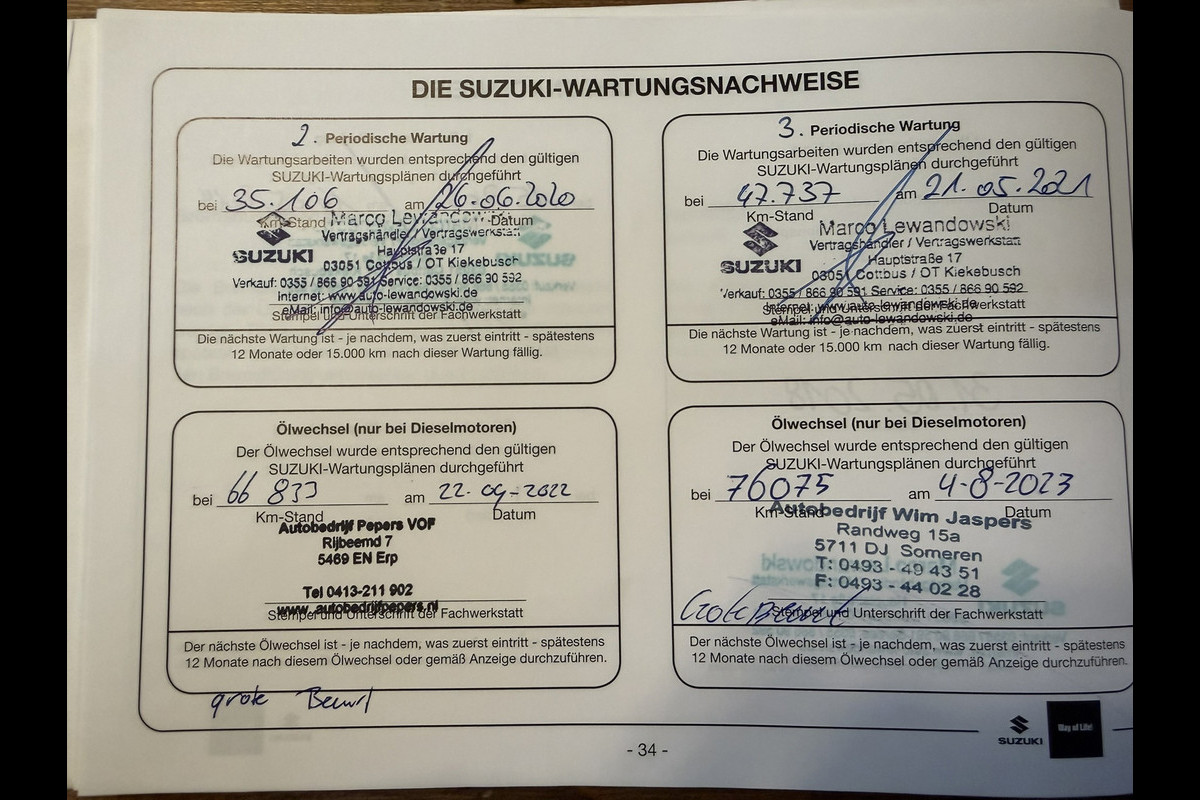 DIE SUZUKI-WARTUNGSNACHWEISE
2. Periodische Wartung
Die Wartungsarbeiten wurden entsprechend den gültigen
SUZUKI-Wartungsplänen durchgeführt
bei 35.106 am 26.06.2020
Km-Stand Datum
Marco Lewandowski
Vertragshändler / Vertragswerkstatt
SUZUKI
Hauptstraße 17
03051 Cottbus / OT Kiekebusch
Verkauf: 0355 / 866 90 591 Service: 0355 / 866 90 592
Internet: www.auto-lewandowski.de
eMail: info@auto-lewandowski.de
Stempel und Unterschrift der Fachwerkstatt
Die nächste Wartung ist - je nachdem, was zuerst eintritt - spätestens
12 Monate oder 15.000 km nach dieser Wartung fällig.
3. Periodische Wartung
Die Wartungsarbeiten wurden entsprechend den gültigen
SUZUKI-Wartungsplänen durchgeführt
bei 47.737 am 21.05.2021
Km-Stand Datum
Marco Lewandowski
Vertragshändler / Vertragswerkstatt
SUZUKI
Hauptstraße 17
03051 Cottbus / OT Kiekebusch
Verkauf: 0355 / 866 90 591 Service: 0355 / 866 90 592
Internet: www.auto-lewandowski.de
Stempel und Unterschrift der Fachwerkstatt
eMail: info@auto-lewandowski.de
Die nächste Wartung ist - je nachdem, was zuerst eintritt - spätestens
12 Monate oder 15.000 km nach dieser Wartung fällig.
Ölwechsel (nur bei Dieselmotoren)
Der Ölwechsel wurde entsprechend den gültigen
SUZUKI-Wartungsplänen durchgeführt
bei 66 833 am 22-09-2022
Km-Stand Datum
Autobedrijf Pepers VOF
Rijbeemd 7
5469 EN Erp
Tel 0413-211 902
www.autobedrijfpepers.nl
Stempel und Unterschrift der Fachwerkstatt
Der nächste Ölwechsel ist - je nachdem, was zuerst eintritt - spätestens
12 Monate nach diesem Ölwechsel oder gemäß Anzeige durchzuführen.
grote Beurt
Ölwechsel (nur bei Dieselmotoren)
Der Ölwechsel wurde entsprechend den gültigen
SUZUKI-Wartungsplänen durchgeführt
bei 76075 am 4-8-2023
Km-Stand Datum
Autobedrijf Wim Jaspers
Randweg 15a
5711 DJ Someren
T: 0493 - 49 43 51
F: 0493 - 44 02 28
Grote Beurt
Stempel und Unterschrift der Fachwerkstatt
Der nächste Ölwechsel ist - je nachdem, was zuerst eintritt - spätestens
12 Monate nach diesem Ölwechsel oder gemäß Anzeige durchzuführen.
SUZUKI
Way of Life!
- 34 -